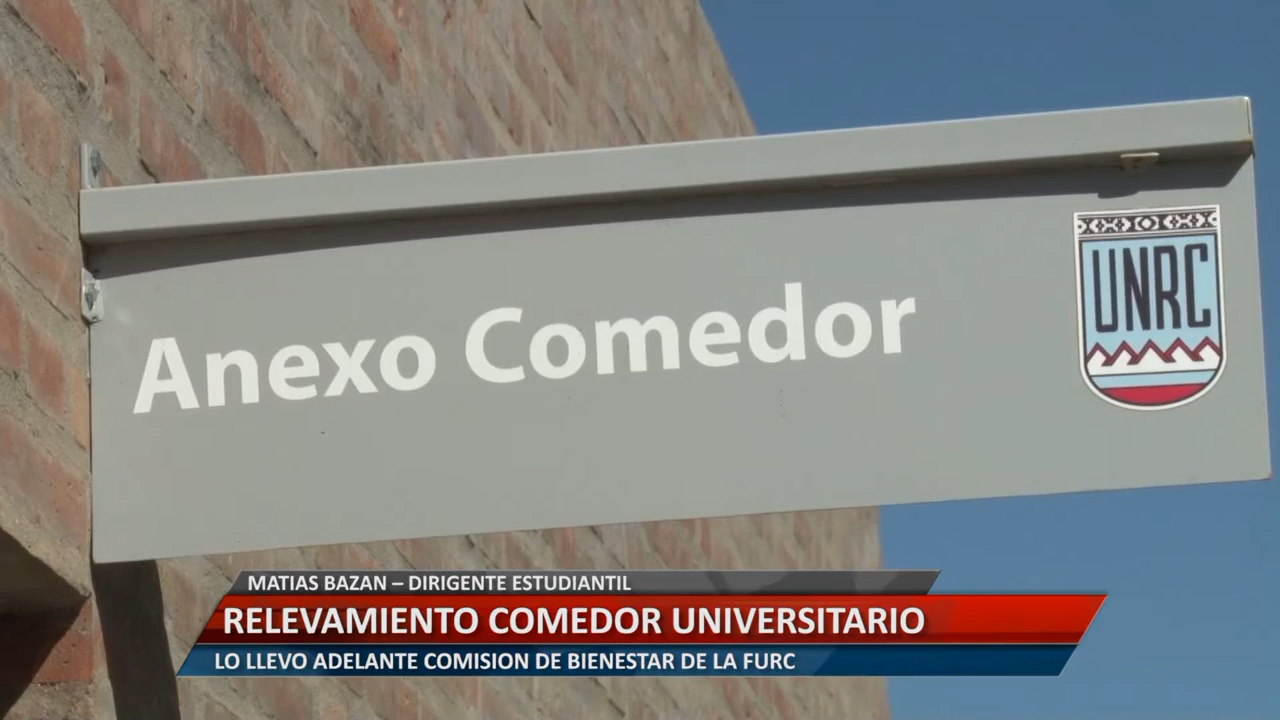 Anexo Comedor
UNRC
MATIAS BAZAN – DIRIGENTE ESTUDIANTIL
RELEVAMIENTO COMEDOR UNIVERSITARIO
LO LLEVO ADELANTE COMISION DE BIENESTAR DE LA FURC